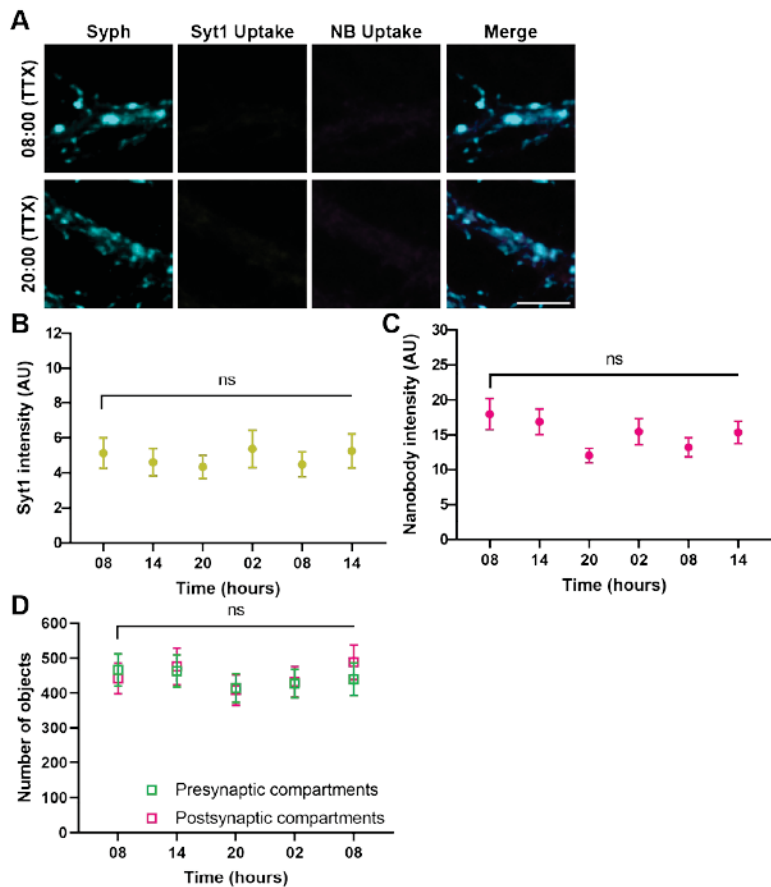 A
Syph Syt1 Uptake NB Uptake Merge
08:00 (TTX)
20:00 (TTX)
B
Syt1 intensity (AU)
12
10
8
6
4
2
0
ns
08 14 20 02 08 14
Time (hours)
C
Nanobody intensity (AU)
30
25
20
15
10
5
0
ns
08 14 20 02 08 14
Time (hours)
D
Number of objects
600
500
400
300
200
100
0
ns
Presynaptic compartments
Postsynaptic compartments
08 14 20 02 08
Time (hours)